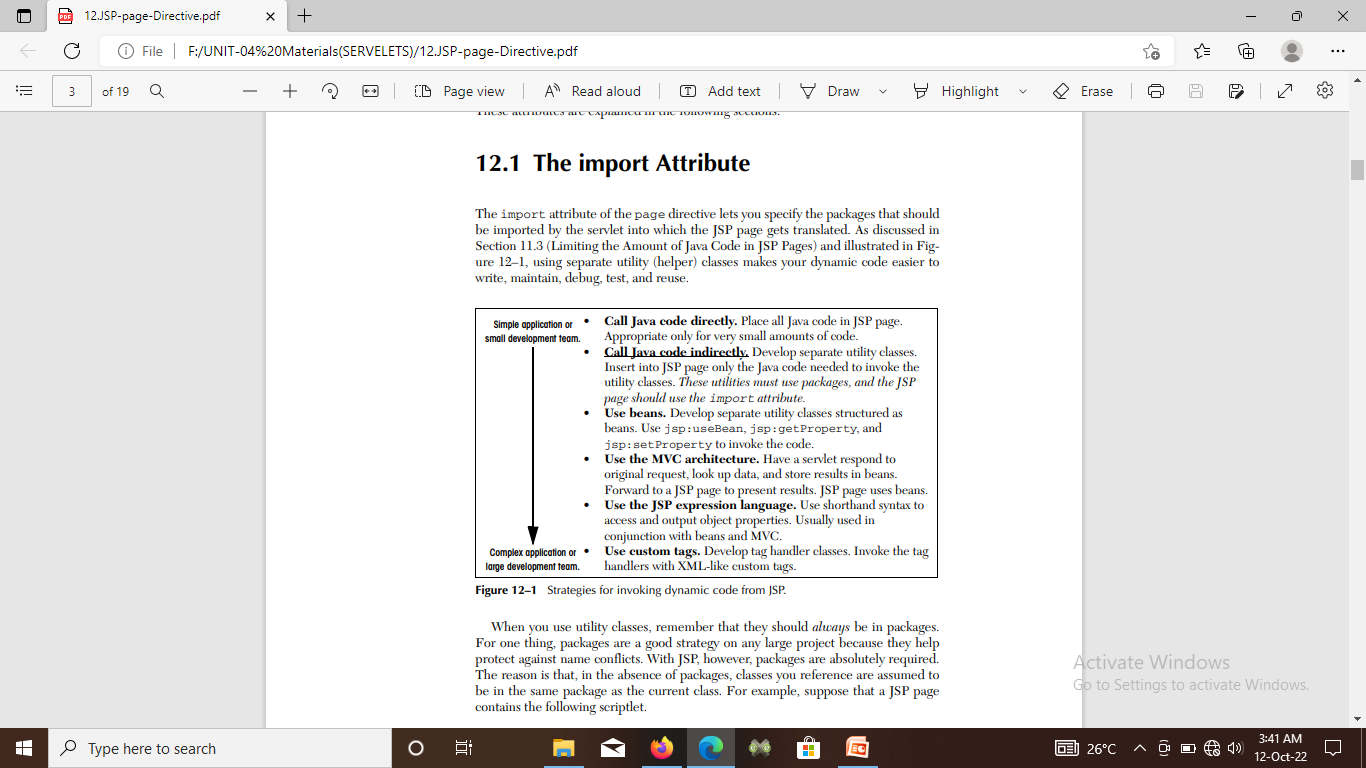 12.JSP-page-Directive.pdf
File
F:/UNIT-04%20Materials(SERVELETS)/12.JSP-page-Directive.pdf
3 of 19
Page view
Read aloud
Add text
Draw
Highlight
Erase
These attributes are explained in the following sections.
12.1 The import Attribute
The import attribute of the page directive lets you specify the packages that should
be imported by the servlet into which the JSP page gets translated. As discussed in
Section 11.3 (Limiting the Amount of Java Code in JSP Pages) and illustrated in Fig-
ure 12–1, using separate utility (helper) classes makes your dynamic code easier to
write, maintain, debug, test, and reuse.
Simple application or
small development team.
• Call Java code directly. Place all Java code in JSP page.
Appropriate only for very small amounts of code.
• Call Java code indirectly. Develop separate utility classes.
Insert into JSP page only the Java code needed to invoke the
utility classes. These utilities must use packages, and the JSP
page should use the import attribute.
• Use beans. Develop separate utility classes structured as
beans. Use jsp:useBean, jsp:getProperty, and
jsp:setProperty to invoke the code.
• Use the MVC architecture. Have a servlet respond to
original request, look up data, and store results in beans.
Forward to a JSP page to present results. JSP page uses beans.
• Use the JSP expression language. Use shorthand syntax to
access and output object properties. Usually used in
conjunction with beans and MVC.
Complex application or
large development team.
• Use custom tags. Develop tag handler classes. Invoke the tag
handlers with XML-like custom tags.
Figure 12–1 Strategies for invoking dynamic code from JSP.
When you use utility classes, remember that they should always be in packages.
For one thing, packages are a good strategy on any large project because they help
protect against name conflicts. With JSP, however, packages are absolutely required.
The reason is that, in the absence of packages, classes you reference are assumed to
be in the same package as the current class. For example, suppose that a JSP page
contains the following scriptlet.
Activate Windows
Go to Settings to activate Windows.
Type here to search
26°C
3:41 AM
12-Oct-22